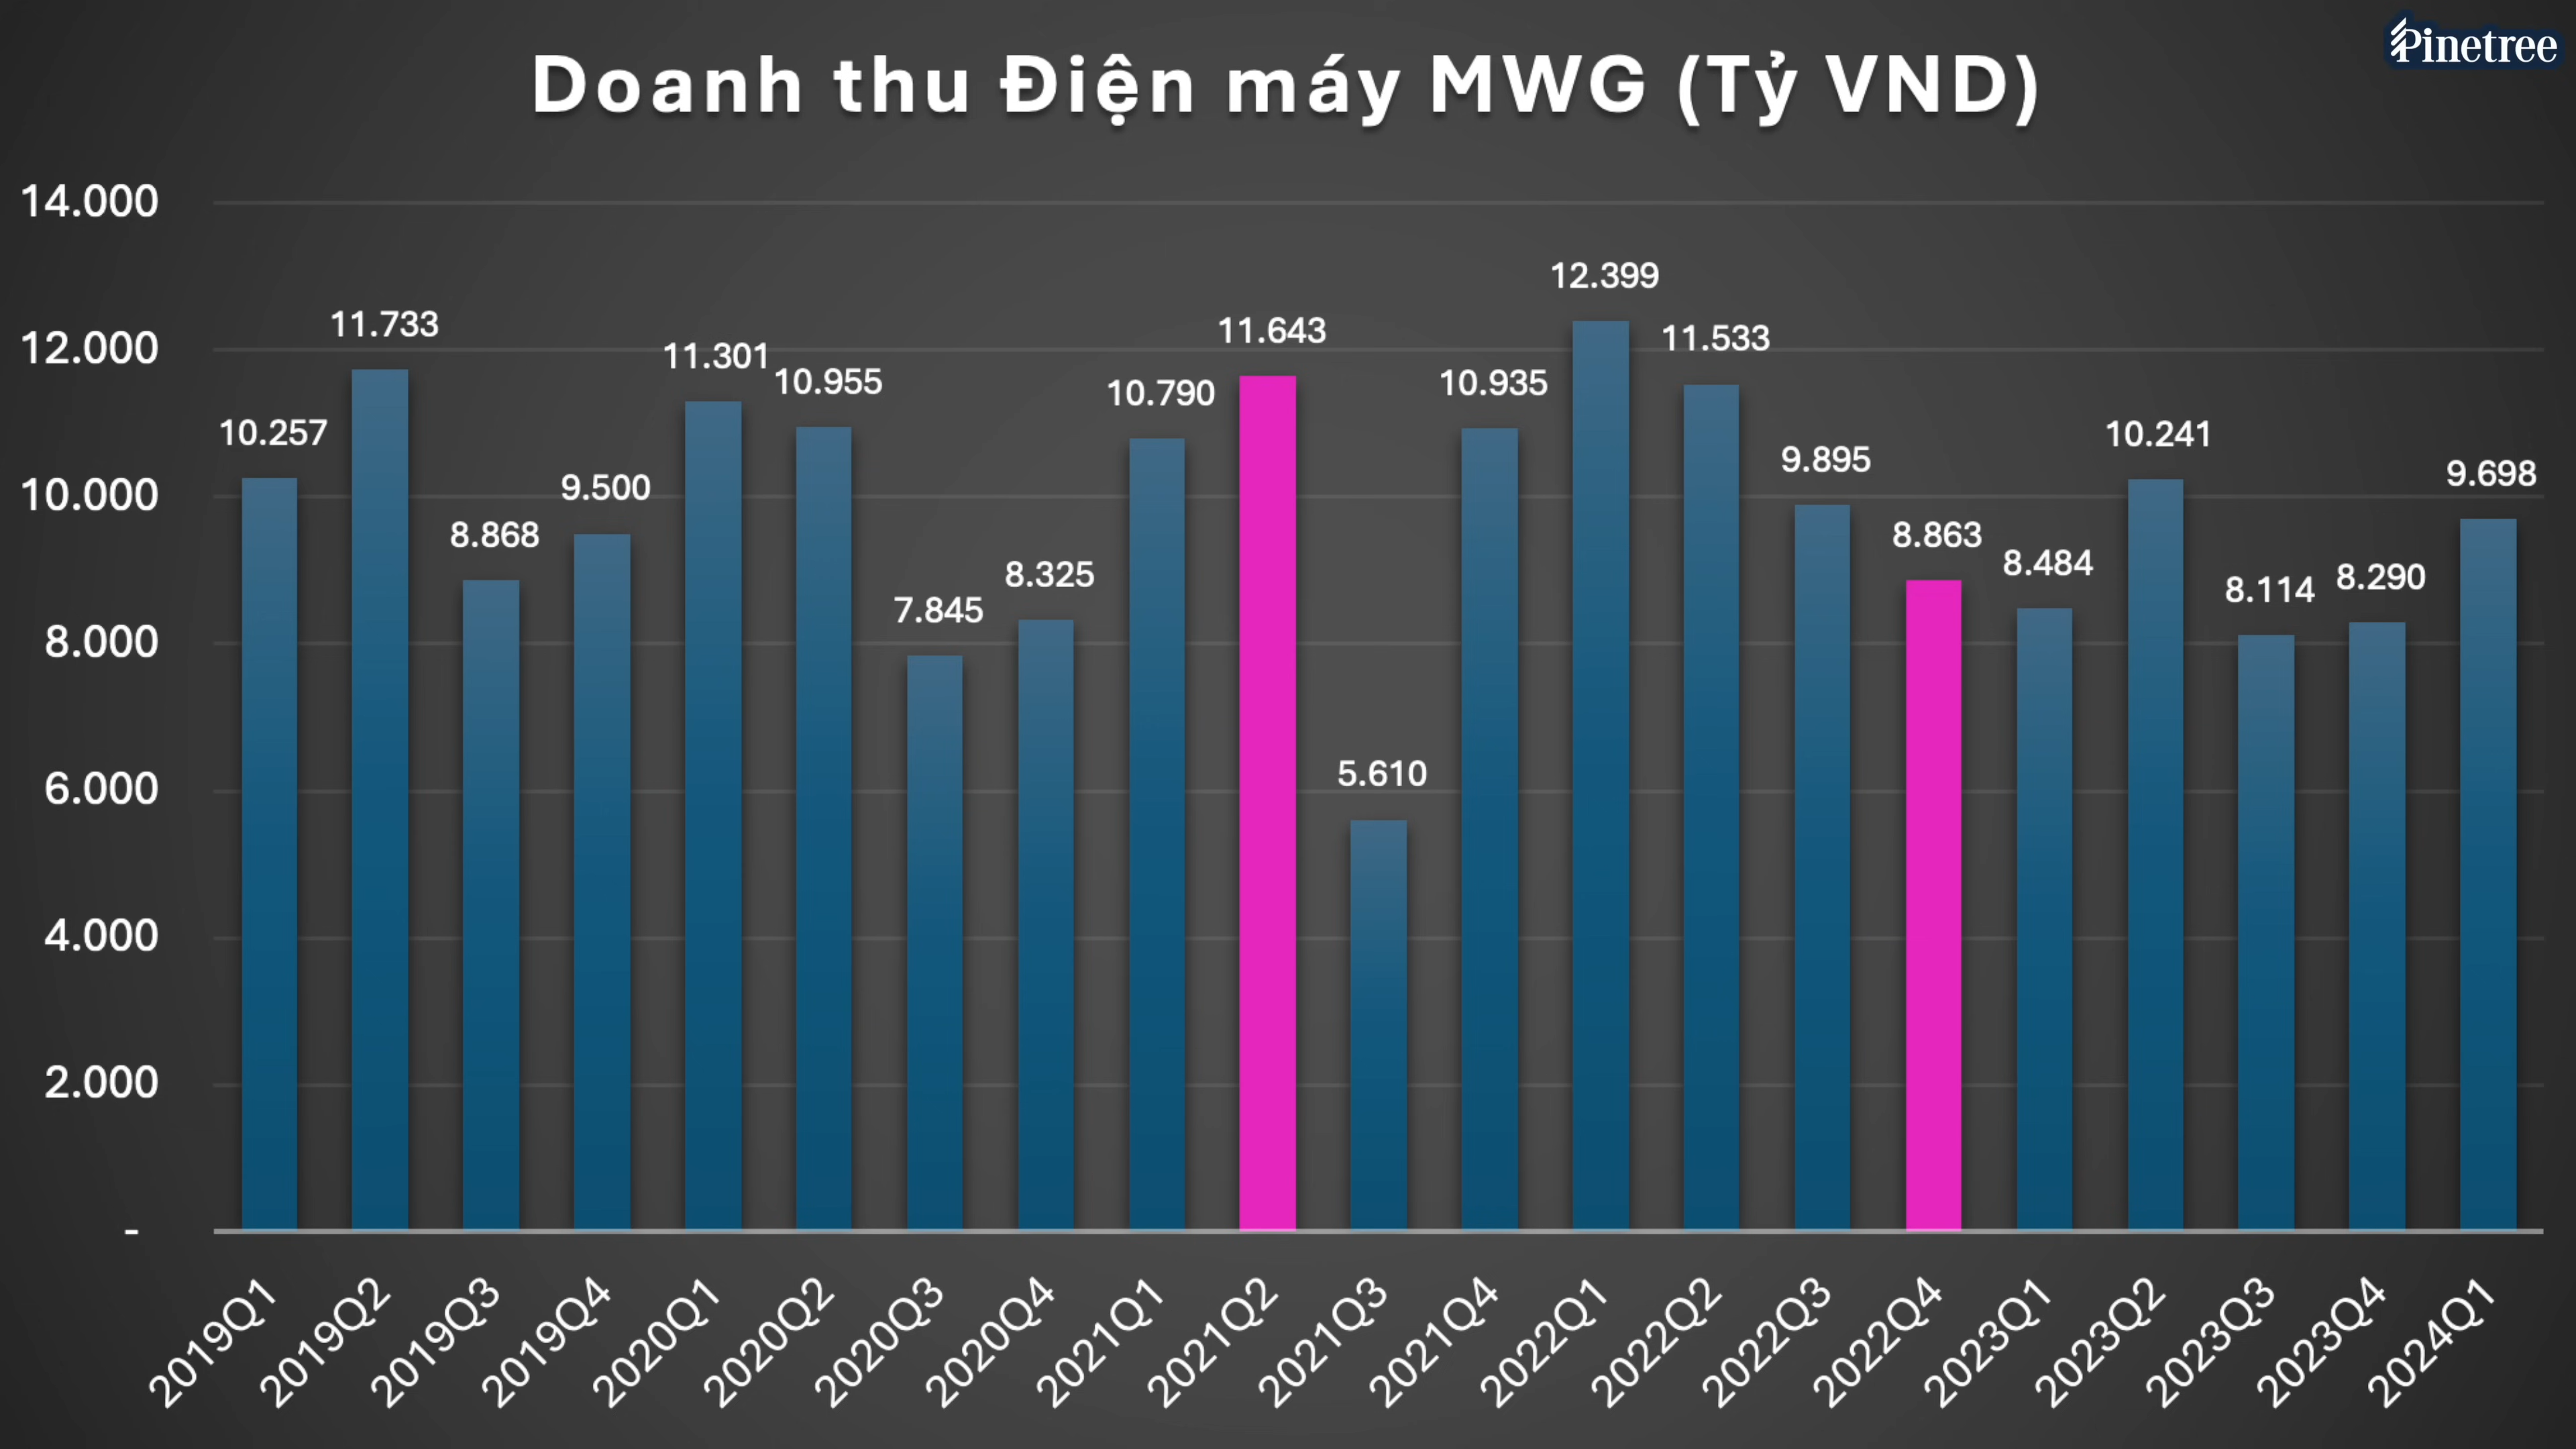 Pinetree
Doanh thu Điện máy MWG (Tỷ VND)
14.000
12.000
10.000
8.000
6.000
4.000
2.000
-
10.257
11.733
8.868
9.500
11.301
10.955
7.845
8.325
10.790
11.643
5.610
10.935
12.399
11.533
9.895
8.863
8.484
10.241
8.114
8.290
9.698
2019Q1
2019Q2
2019Q3
2019Q4
2020Q1
2020Q2
2020Q3
2020Q4
2021Q1
2021Q2
2021Q3
2021Q4
2022Q1
2022Q2
2022Q3
2022Q4
2023Q1
2023Q2
2023Q3
2023Q4
2024Q1